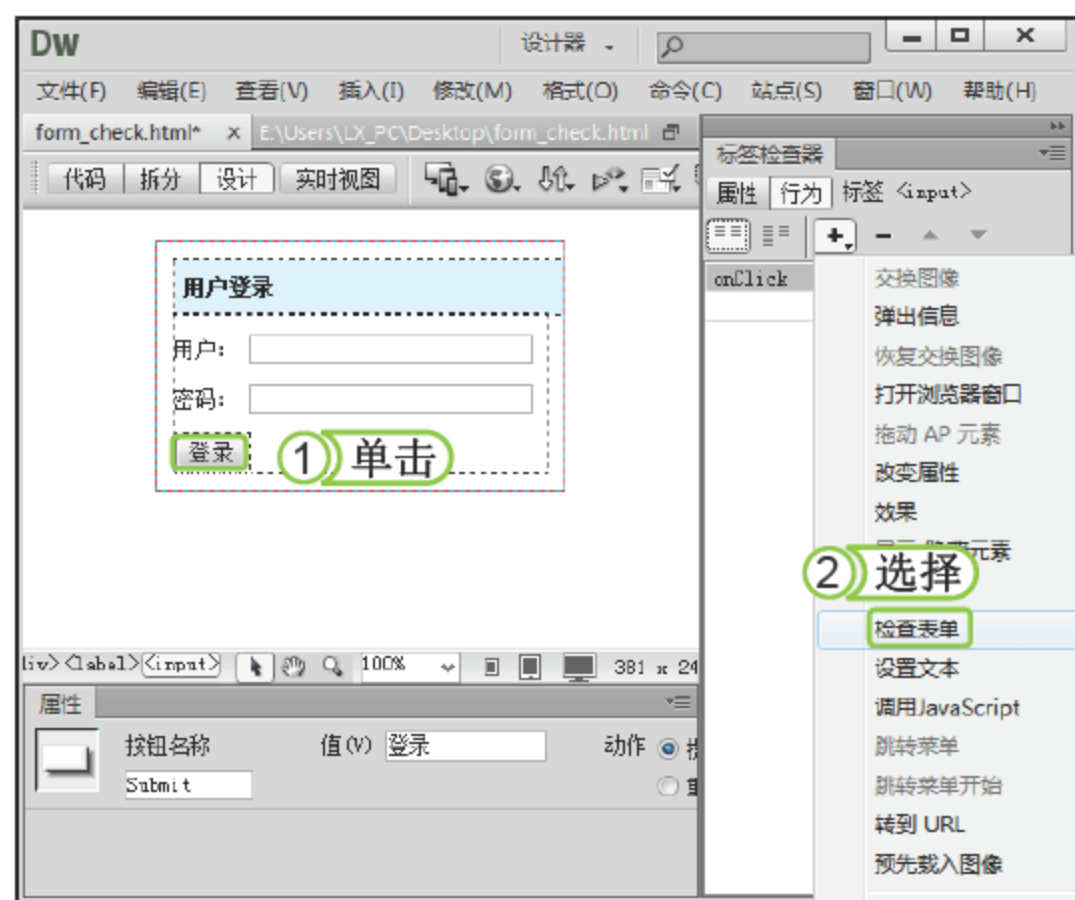 Dw
设计器
文件(F) 编辑(E) 查看(V) 插入(I) 修改(M) 格式(O) 命令(C) 站点(S) 窗口(W) 帮助(H)
form_check.html* × E:\Users\LX_PC\Desktop\form_check.html
代码 拆分 设计 实时视图
标签检查器
属性 行为 标签 <input>
onClick
用户登录
用户:
密码:
登录
① 单击
交换图像
弹出信息
恢复交换图像
打开浏览器窗口
拖动 AP 元素
改变属性
效果
元素
② 选择
检查表单
设置文本
调用JavaScript
跳转菜单
跳转菜单开始
转到 URL
预先载入图像
iv><label><input> 100% 381 x 24
属性
按钮名称 值(V) 登录 动作
Submit